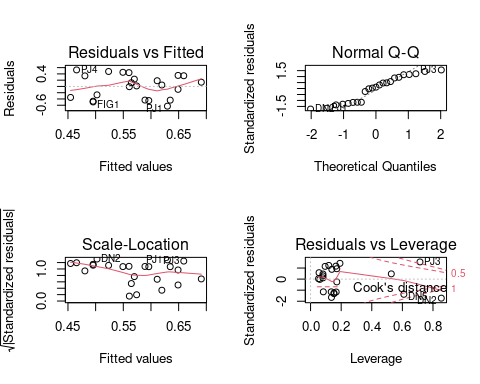 Residuals vs Fitted
Residuals
0.4
-0.6
PJ4
FIG1
PJ1
0.45
0.55
0.65
Fitted values
Normal Q-Q
Standardized residuals
1.5
-1.5
PJ3
DN2
-2
-1
0
1
2
Theoretical Quantiles
Scale-Location
√|Standardized residuals|
1.0
0.0
DN2
PJ1
PJ3
0.45
0.55
0.65
Fitted values
Residuals vs Leverage
Standardized residuals
0
-2
PJ3
0.5
1
Cook's distance
DN2
0.0
0.2
0.4
0.6
0.8
Leverage